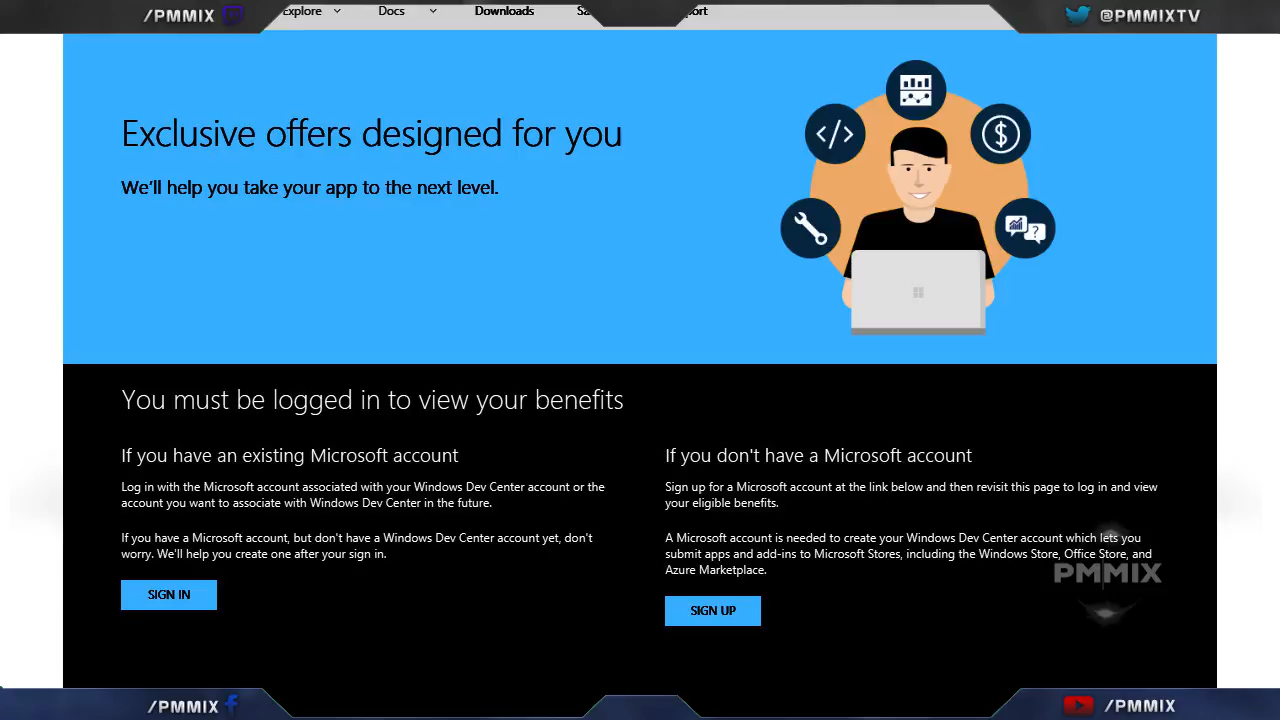 /PMMIX
Explore
Docs
Downloads
@PMMIXTV
Exclusive offers designed for you
We'll help you take your app to the next level.
You must be logged in to view your benefits
If you have an existing Microsoft account
Log in with the Microsoft account associated with your Windows Dev Center account or the
account you want to associate with Windows Dev Center in the future.
If you have a Microsoft account, but don't have a Windows Dev Center account yet, don't
worry. We'll help you create one after your sign in.
SIGN IN
If you don't have a Microsoft account
Sign up for a Microsoft account at the link below and then revisit this page to log in and view
your eligible benefits.
A Microsoft account is needed to create your Windows Dev Center account which lets you
submit apps and add-ins to Microsoft Stores, including the Windows Store, Office Store, and
Azure Marketplace.
SIGN UP
PMMIX
/PMMIX
/PMMIX